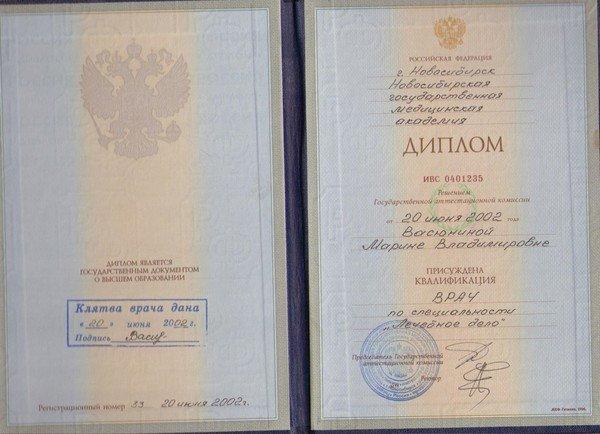 ДИПЛОМ ЯВЛЯЕТСЯ
ГОСУДАРСТВЕННЫМ ДОКУМЕНТОМ
О ВЫСШЕМ ОБРАЗОВАНИИ
Клятва врача дана
« 20 » июня 2002 г.
Подпись
Регистрационный номер 33 20 июня 2002г.
РОССИЙСКАЯ ФЕДЕРАЦИЯ
г. Новосибирск
Новосибирская
государственная
медицинская
академия
ДИПЛОМ
ИВС 0401235
Решением
Государственной аттестационной комиссии
от 20 июня 2002 года
Васюниной
Марине Владимировне
ПРИСУЖДЕНА
КВАЛИФИКАЦИЯ
ВРАЧ
по специальности
„Лечебное дело"
Председатель Государственной
аттестационной комиссии
Ректор